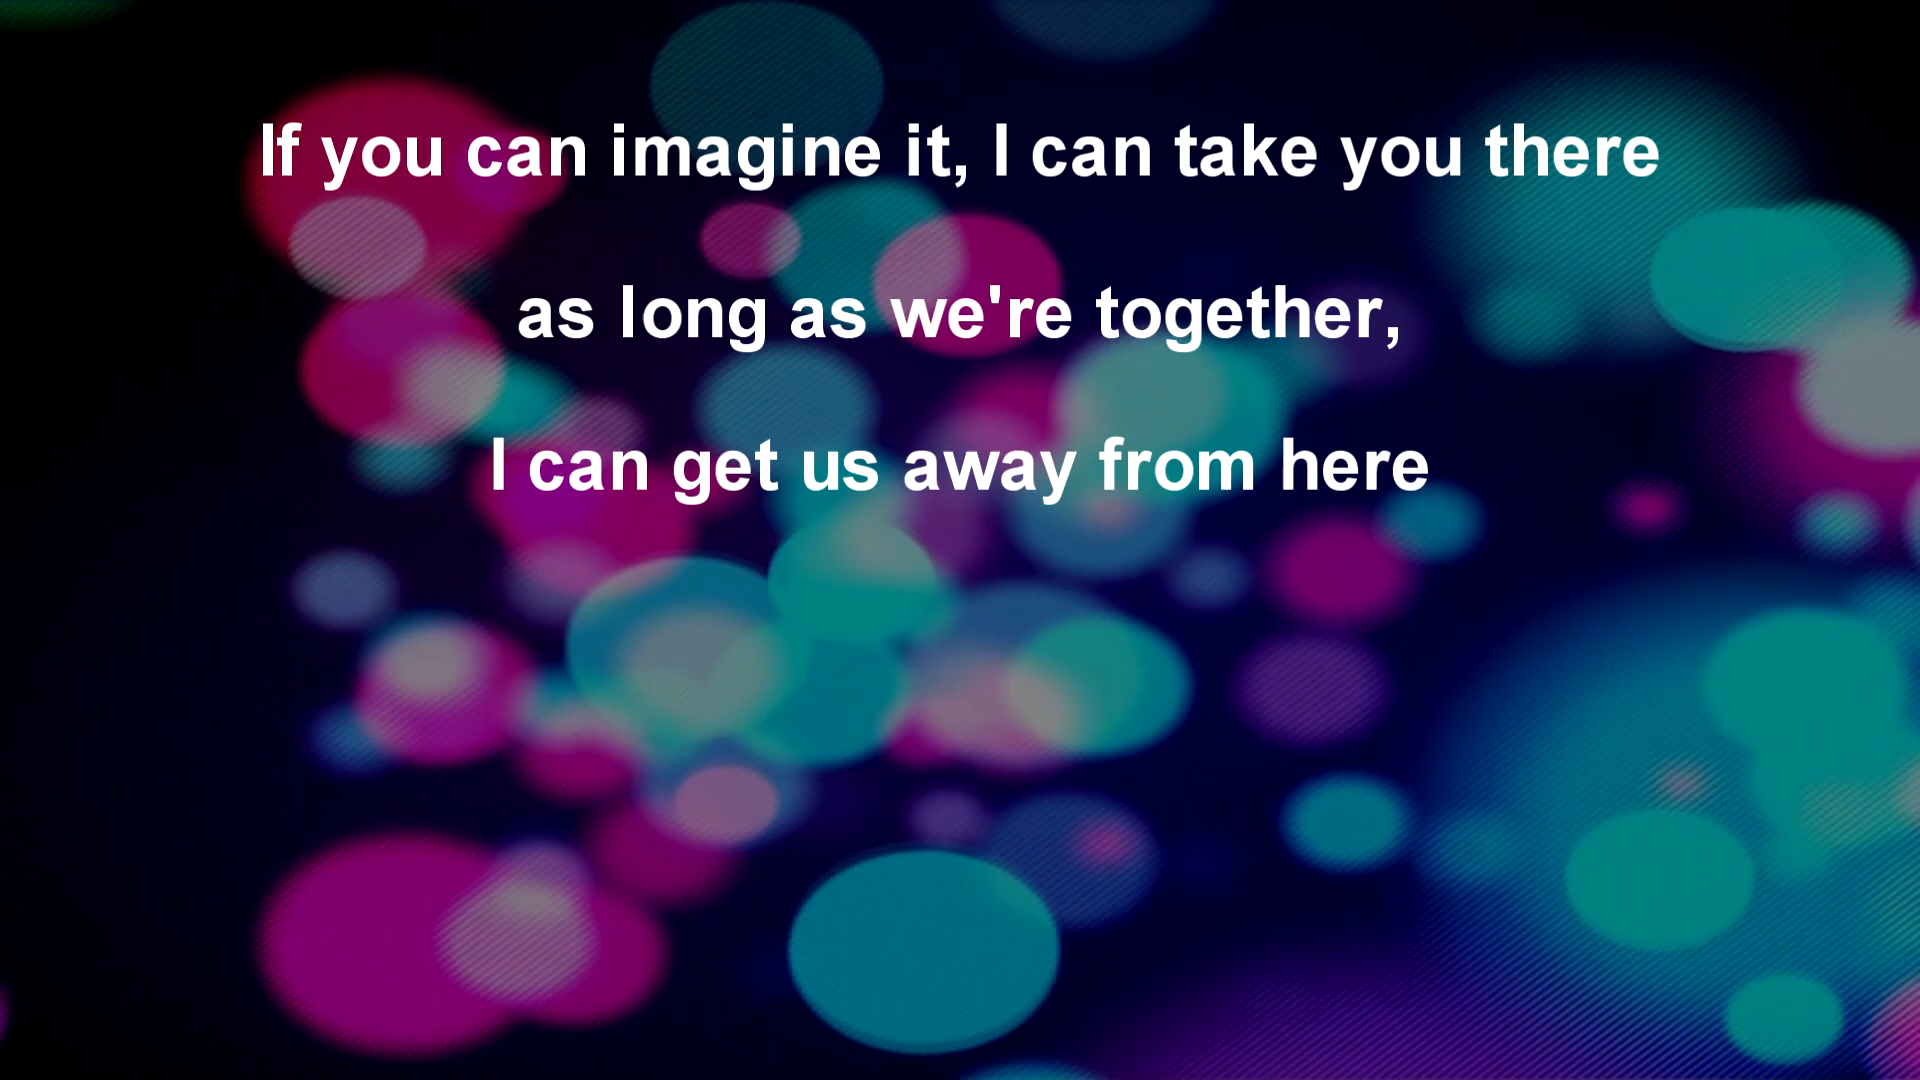 If you can imagine it, I can take you there
as long as we're together,
I can get us away from here